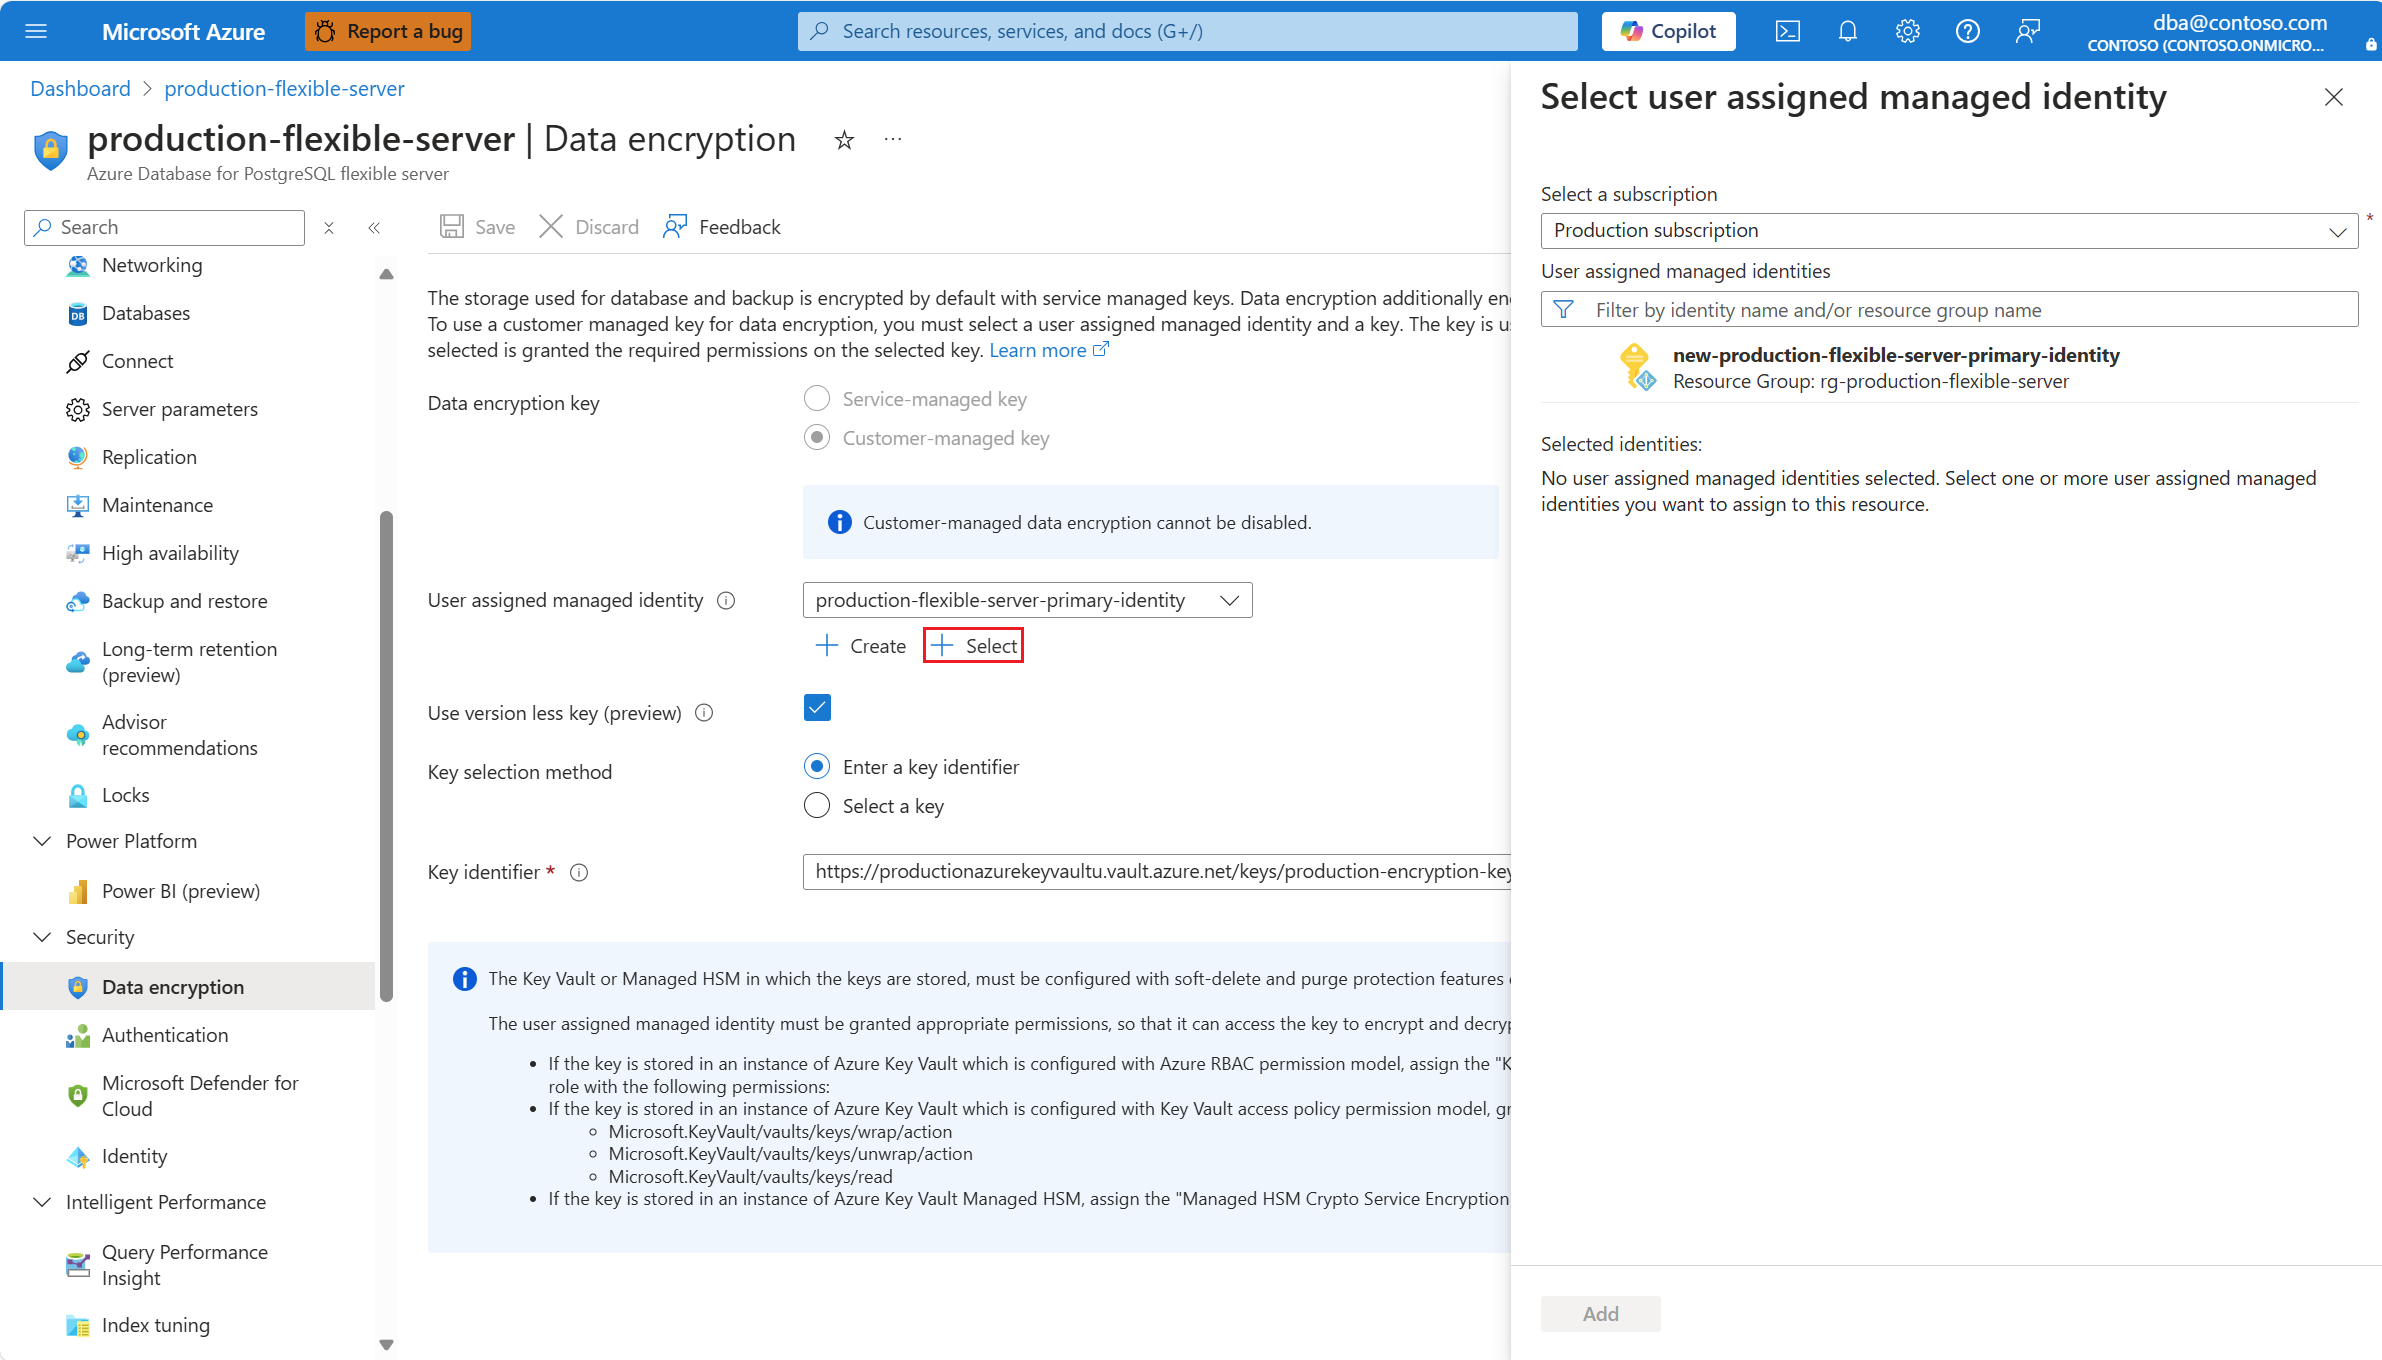 Microsoft Azure
Report a bug
Search resources, services, and docs (G+/)
Copilot
dba@contoso.com
CONTOSO (CONTOSO.ONMICRO...
Dashboard
production-flexible-server
production-flexible-server | Data encryption
...
Azure Database for PostgreSQL flexible server
Search
Networking
Databases
DB
Connect
Server parameters
Replication
Maintenance
High availability
Backup and restore
Long-term retention
(preview)
Advisor
recommendations
Locks
Power Platform
Power BI (preview)
Security
Data encryption
Authentication
Microsoft Defender for
Cloud
Identity
Intelligent Performance
Query Performance
Insight
Index tuning
Save
Discard
Feedback
The storage used for database and backup is encrypted by default with service managed keys. Data encryption additionally
To use a customer managed key for data encryption, you must select a user assigned managed identity and a key. The key is
selected is granted the required permissions on the selected key. Learn more
Data encryption key
Service-managed key
Customer-managed key
Customer-managed data encryption cannot be disabled.
User assigned managed identity
production-flexible-server-primary-identity
Create
Select
Use version less key (preview)
Key selection method
Enter a key identifier
Select a key
Key identifier *
https://productionazurekeyvaultu.vault.azure.net/keys/production-encryption-key
The Key Vault or Managed HSM in which the keys are stored, must be configured with soft-delete and purge protection features
The user assigned managed identity must be granted appropriate permissions, so that it can access the key to encrypt and
• If the key is stored in an instance of Azure Key Vault which is configured with Azure RBAC permission model, assign the
role with the following permissions:
• If the key is stored in an instance of Azure Key Vault which is configured with Key Vault access policy permission model,
Microsoft.KeyVault/vaults/keys/wrap/action
Microsoft.KeyVault/vaults/keys/unwrap/action
Microsoft.KeyVault/vaults/keys/read
• If the key is stored in an instance of Azure Key Vault Managed HSM, assign the "Managed HSM Crypto Service Encryption
Select user assigned managed identity
Select a subscription
Production subscription
*
User assigned managed identities
Filter by identity name and/or resource group name
new-production-flexible-server-primary-identity
Resource Group: rg-production-flexible-server
Selected identities:
No user assigned managed identities selected. Select one or more user assigned managed
identities you want to assign to this resource.
Add